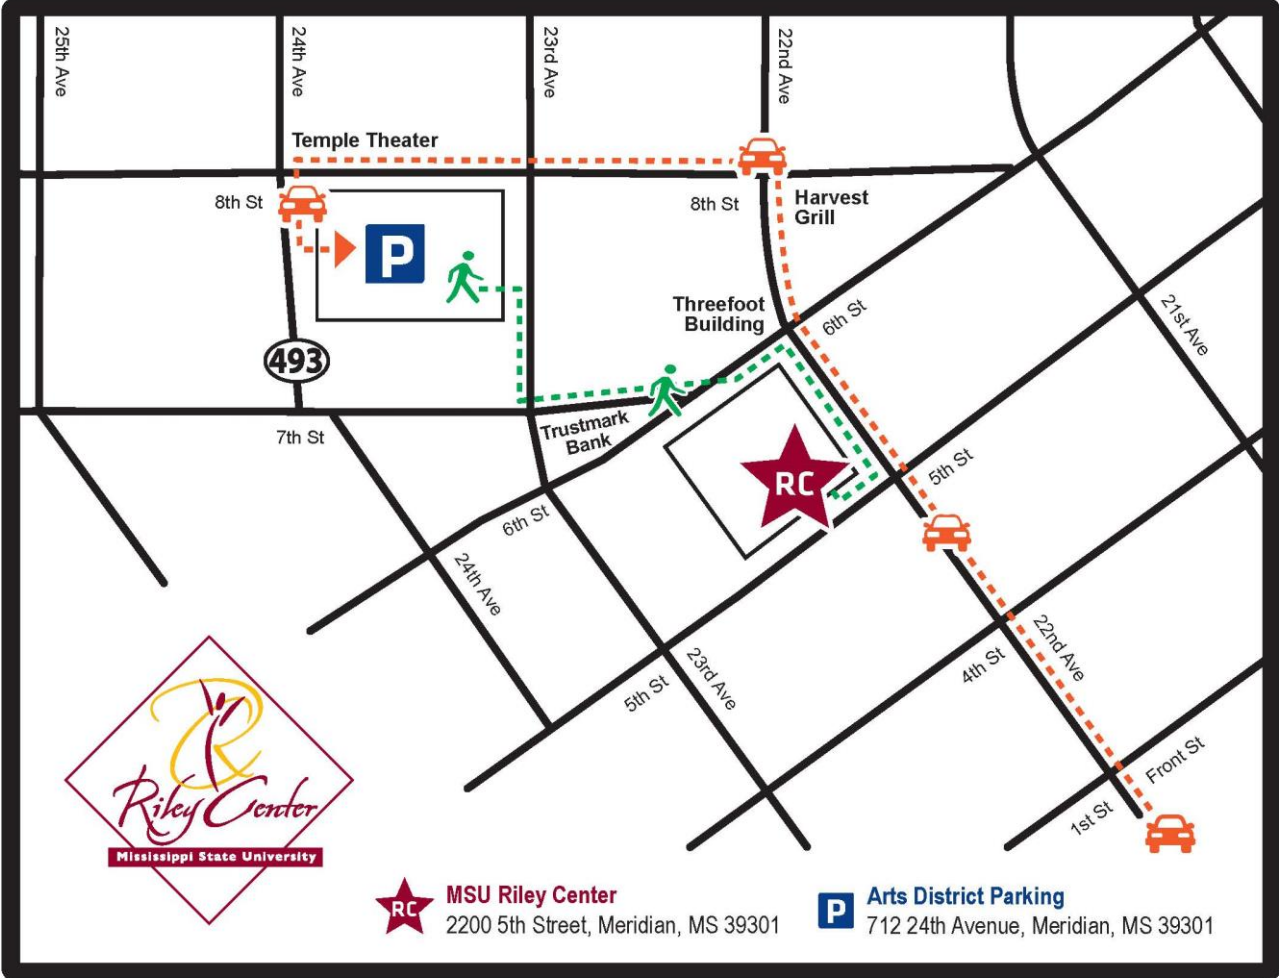 25th Ave
24th Ave
23rd Ave
22nd Ave
Temple Theater
8th St
8th St
Harvest
Grill
P
Threefoot
Building
6th St
21st Ave
493
7th St
Trustmark
Bank
RC
5th St
6th St
24th Ave
22nd Ave
4th St
23rd Ave
5th St
Front St
1st St
Riley Center
Mississippi State University
RC
MSU Riley Center
2200 5th Street, Meridian, MS 39301
P
Arts District Parking
712 24th Avenue, Meridian, MS 39301